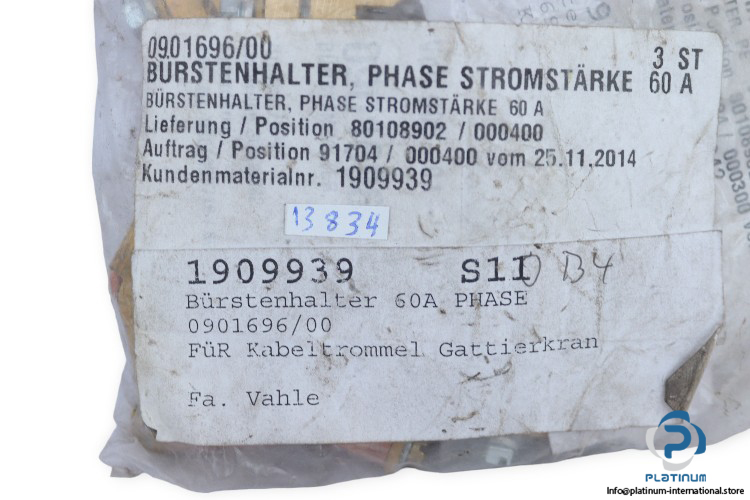 0901696/00 3 ST
BÜRSTENHALTER, PHASE STROMSTÄRKE 60 A
BÜRSTENHALTER, PHASE STROMSTÄRKE 60 A
Lieferung / Position 80108902 / 000400
Auftrag / Position 91704 / 000400 vom 25.11.2014
Kundenmaterialnr. 1909939
13834
1909939 S11 B4
Bürstenhalter 60A PHASE
0901696/00
FüR Kabeltrommel Gattierkran
Fa. Vahle
PLATINUM
Info@platinum-international.store